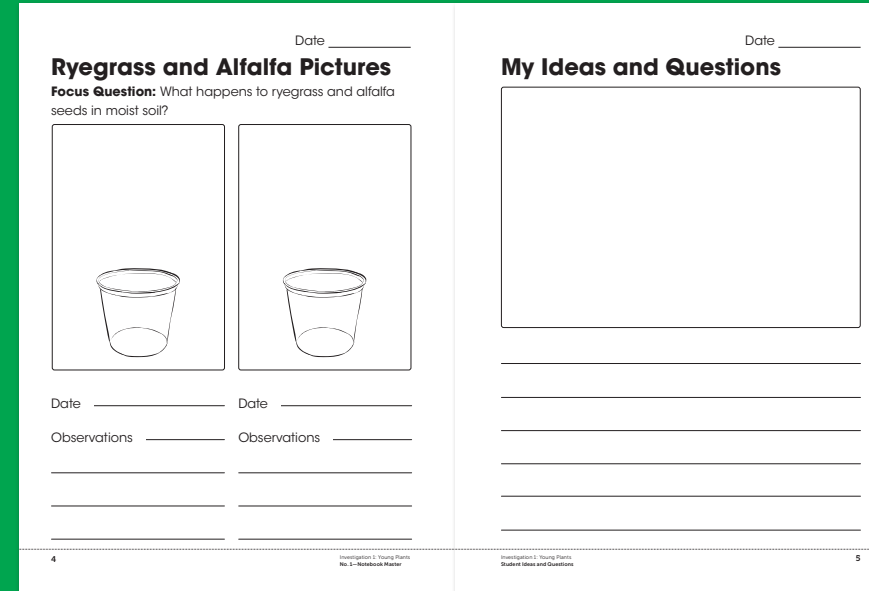 Date
Ryegrass and Alfalfa Pictures
Focus Question: What happens to ryegrass and alfalfa
seeds in moist soil?
Date
Date
Observations
Observations
4
Investigation 1: Young Plants
No. 1—Notebook Master
Date
My Ideas and Questions
Investigation 1: Young Plants
Student Ideas and Questions
5